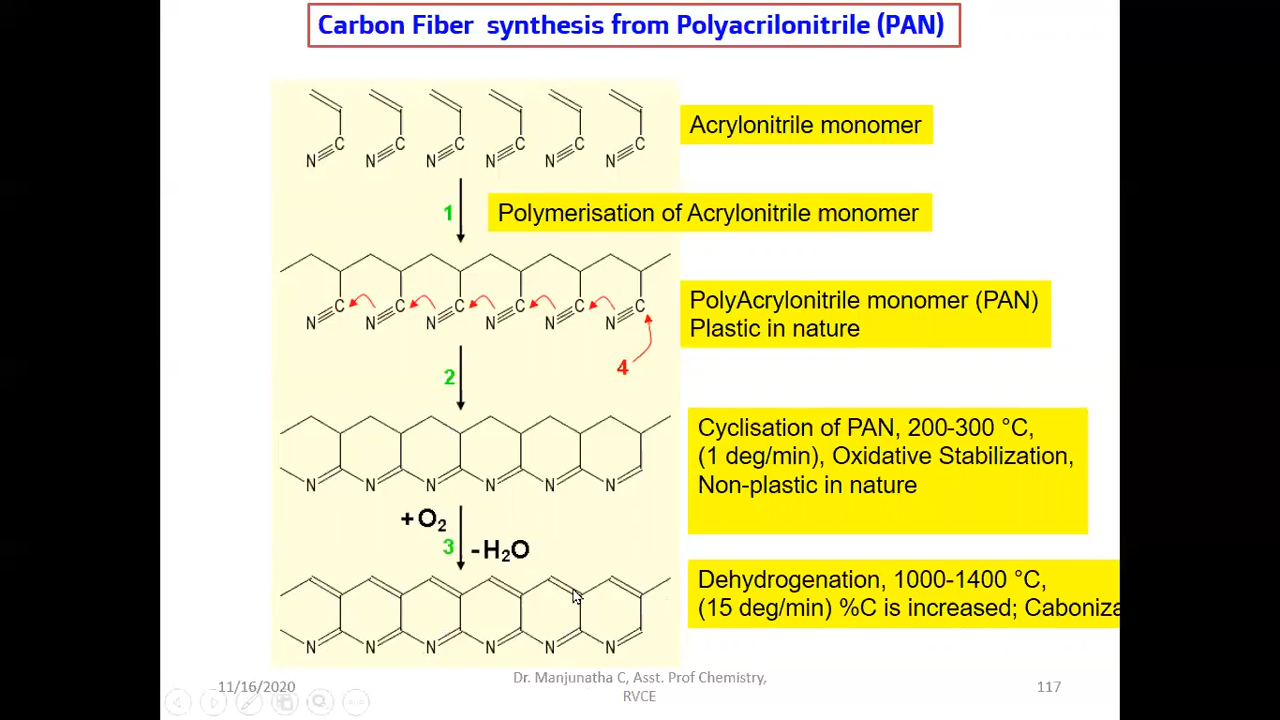 Carbon Fiber synthesis from Polyacrilonitrile (PAN)
C C C C C C
N N N N N N
Acrylonitrile monomer
1
Polymerisation of Acrylonitrile monomer
C C C C C C
N N N N N N
4
PolyAcrylonitrile monomer (PAN)
Plastic in nature
2
N N N N N N
Cyclisation of PAN, 200-300 °C,
(1 deg/min), Oxidative Stabilization,
Non-plastic in nature
+ O2
3 - H2O
N N N N N N
Dehydrogenation, 1000-1400 °C,
(15 deg/min) %C is increased; Caboniza
11/16/2020
Dr. Manjunatha C, Asst. Prof Chemistry,
RVCE
117